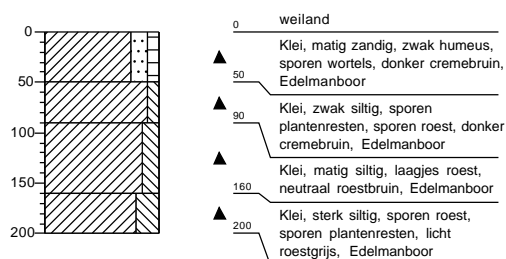 0
50
100
150
200
0
weiland
Klei, matig zandig, zwak humeus,
sporen wortels, donker cremebruin,
Edelmanboor
50
Klei, zwak siltig, sporen
plantenresten, sporen roest, donker
cremebruin, Edelmanboor
90
Klei, matig siltig, laagjes roest,
neutraal roestbruin, Edelmanboor
160
Klei, sterk siltig, sporen roest,
sporen plantenresten, licht
roestgrijs, Edelmanboor
200